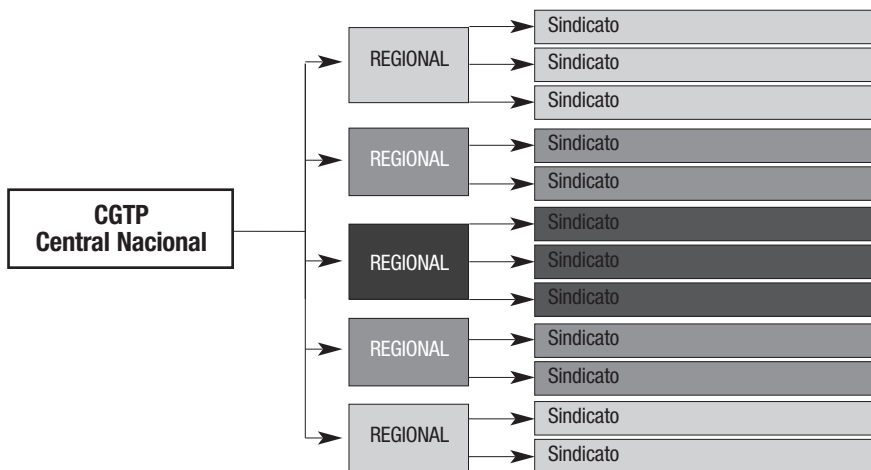 CGTP
Central Nacional
REGIONAL
Sindicato
Sindicato
Sindicato
REGIONAL
Sindicato
Sindicato
REGIONAL
Sindicato
Sindicato
Sindicato
REGIONAL
Sindicato
Sindicato
REGIONAL
Sindicato
Sindicato